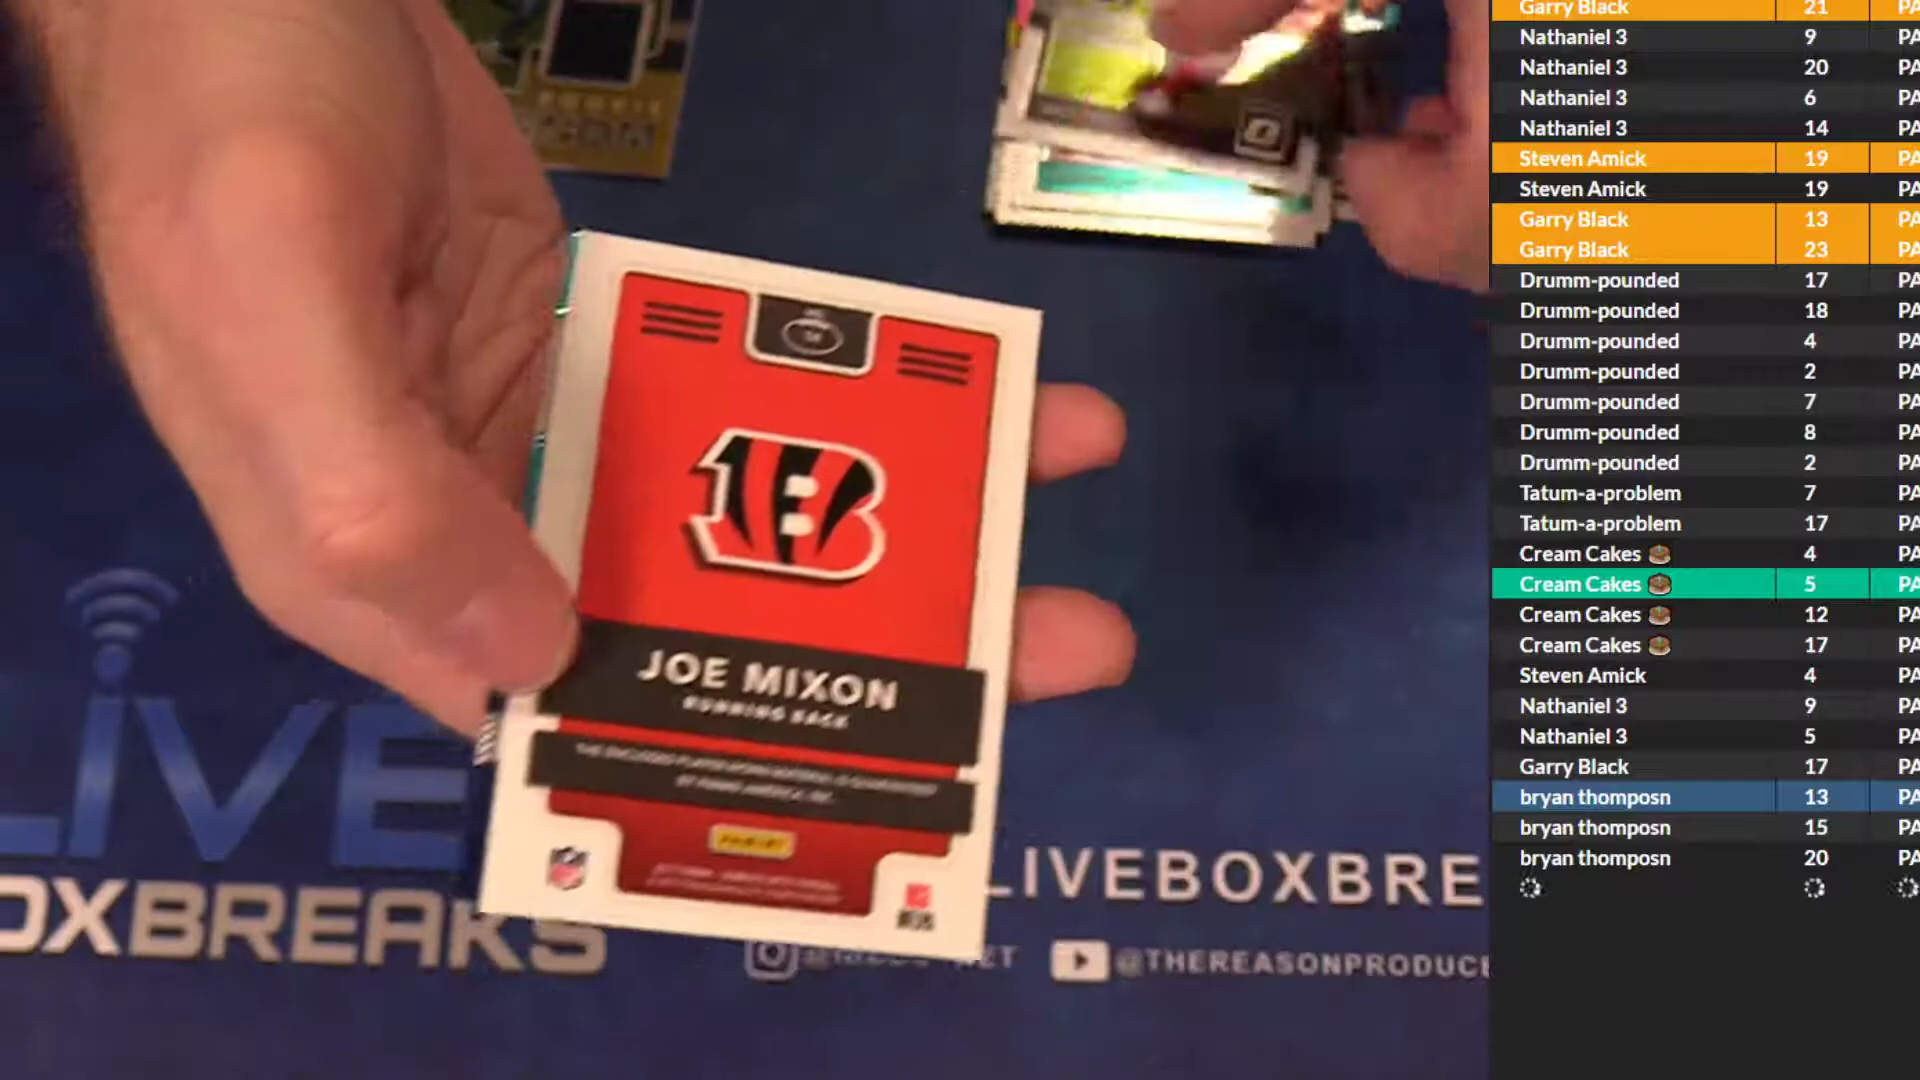 ROOKIE
JOE MIXON
RUNNING BACK
PANINI
LIVE
OXBREAKS
LIVEBOXBRE
@THEREASONPRODUCE
Garry Black 21 PA
Nathaniel 3 9 PA
Nathaniel 3 20 PA
Nathaniel 3 6 PA
Nathaniel 3 14 PA
Steven Amick 19 PA
Steven Amick 19 PA
Garry Black 13 PA
Garry Black 23 PA
Drumm-pounded 17 PA
Drumm-pounded 18 PA
Drumm-pounded 4 PA
Drumm-pounded 2 PA
Drumm-pounded 7 PA
Drumm-pounded 8 PA
Drumm-pounded 2 PA
Tatum-a-problem 7 PA
Tatum-a-problem 17 PA
Cream Cakes 4 PA
Cream Cakes 5 PA
Cream Cakes 12 PA
Cream Cakes 17 PA
Steven Amick 4 PA
Nathaniel 3 9 PA
Nathaniel 3 5 PA
Garry Black 17 PA
bryan thomposn 13 PA
bryan thomposn 15 PA
bryan thomposn 20 PA